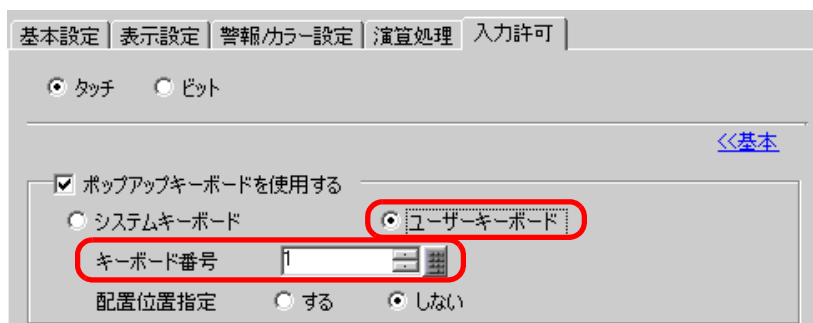 基本設定 表示設定 警報/カラー設定 演算処理 入力許可
タッチ ビット
<<基本
ポップアップキーボードを使用する
システムキーボード ユーザーキーボード
キーボード番号 1
配置位置指定 する しない